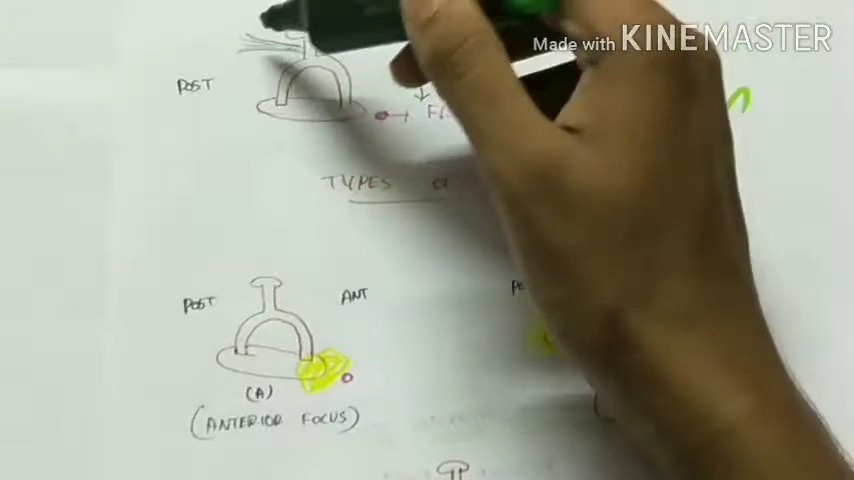 Made with KINEMASTER
POST
TYPES
POST
ANT
(A)
(ANTERIOR FOCUS)